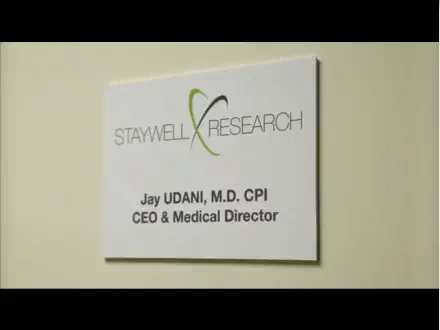 STAYWELL RESEARCH
Jay UDANI, M.D. CPI
CEO & Medical Director